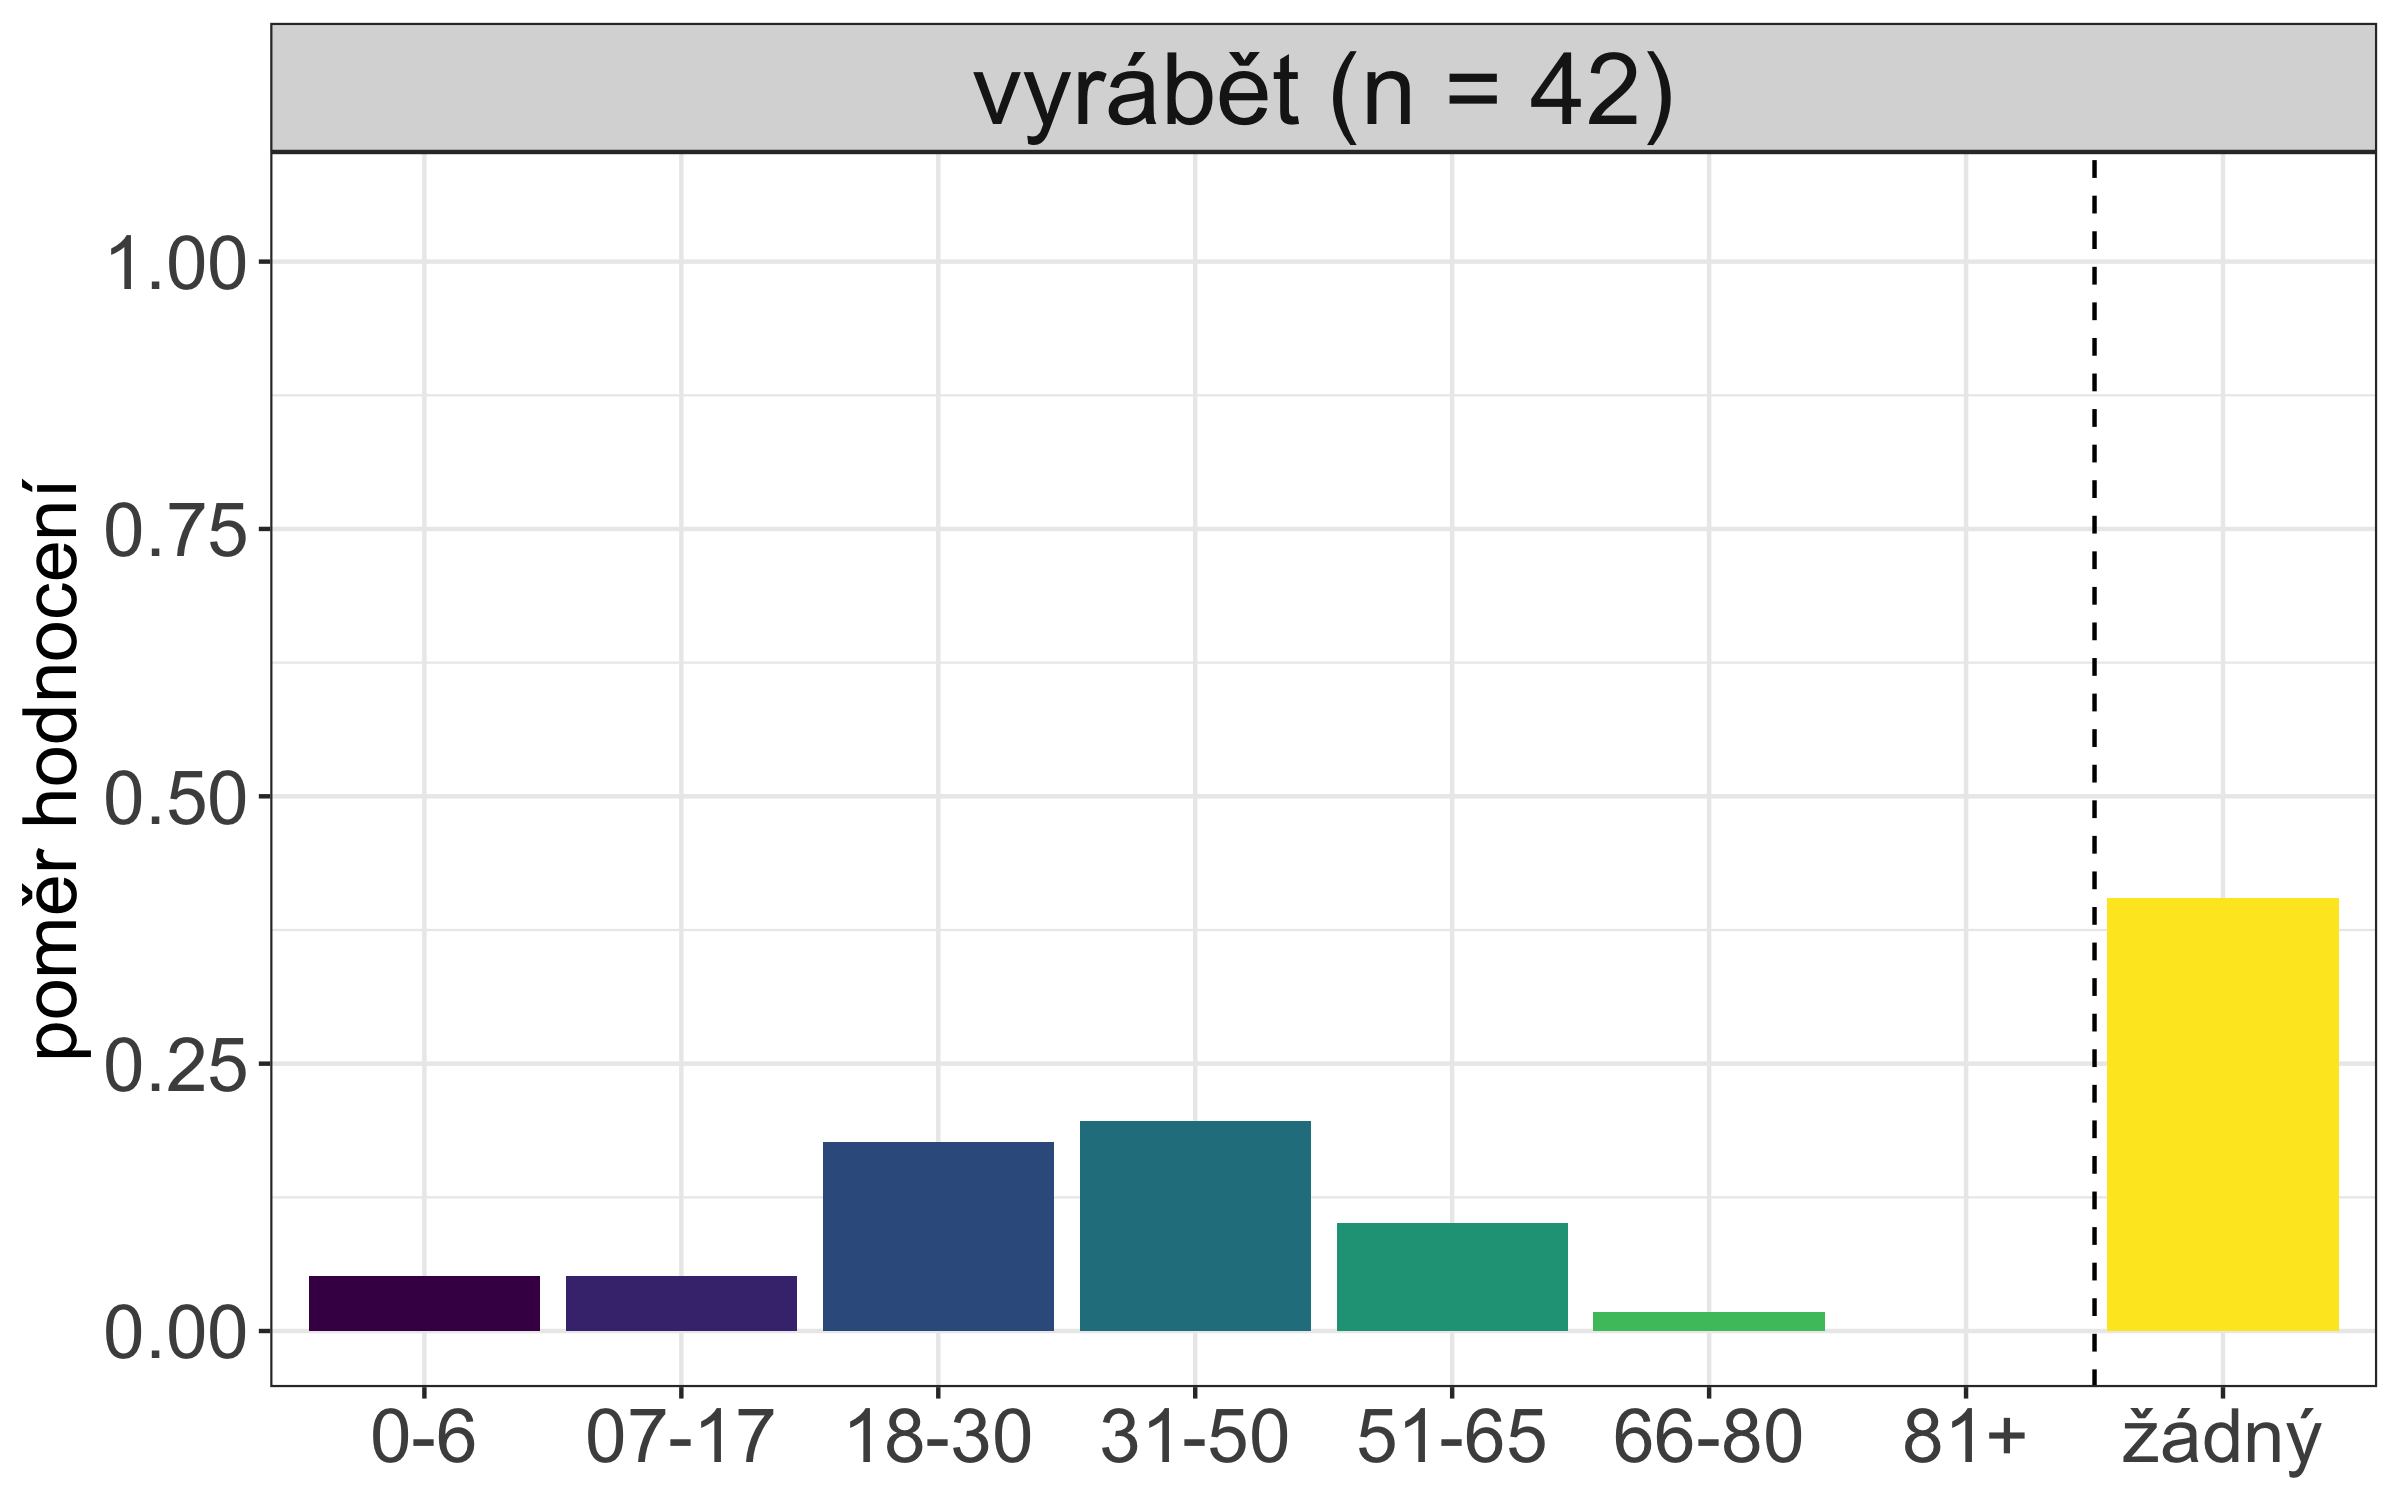 vyrábět (n = 42)
poměr hodnocení
1.00
0.75
0.50
0.25
0.00
0-6 07-17 18-30 31-50 51-65 66-80 81+ žádný